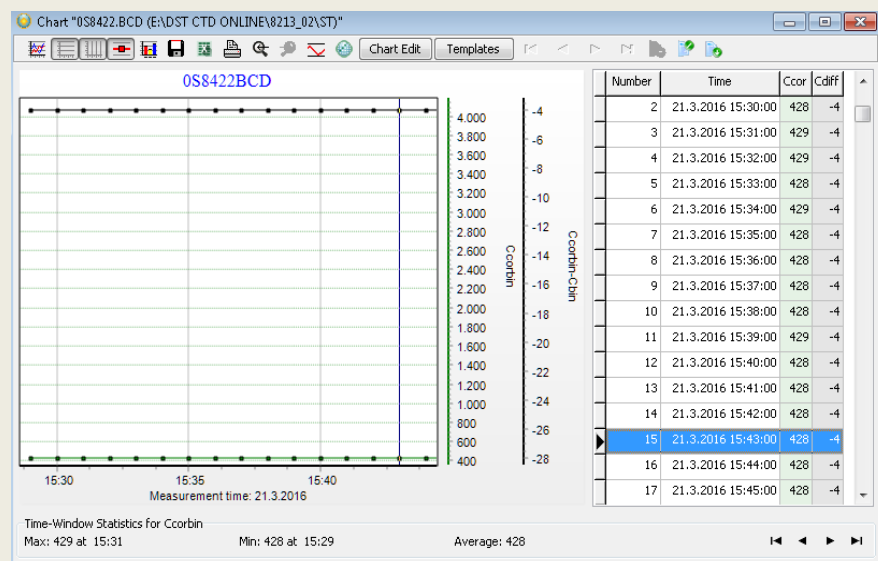 Chart "0S8422.BCD (E:\DST CTD ONLINE\8213_02\ST)"
Chart Edit Templates
0S8422BCD
4.000
3.800
3.600
3.400
3.200
3.000
2.800
2.600
2.400
2.200
2.000
1.800
1.600
1.400
1.200
1.000
800
600
400
Ccorbin
-4
-6
-8
-10
-12
-14
-16
-18
-20
-22
-24
-26
-28
Ccorbin-Cbin
15:30 15:35 15:40
Measurement time: 21.3.2016
Number Time Ccor Cdiff
2 21.3.2016 15:30:00 428 -4
3 21.3.2016 15:31:00 429 -4
4 21.3.2016 15:32:00 429 -4
5 21.3.2016 15:33:00 428 -4
6 21.3.2016 15:34:00 429 -4
7 21.3.2016 15:35:00 428 -4
8 21.3.2016 15:36:00 428 -4
9 21.3.2016 15:37:00 428 -4
10 21.3.2016 15:38:00 428 -4
11 21.3.2016 15:39:00 429 -4
12 21.3.2016 15:40:00 428 -4
13 21.3.2016 15:41:00 428 -4
14 21.3.2016 15:42:00 428 -4
15 21.3.2016 15:43:00 428 -4
16 21.3.2016 15:44:00 428 -4
17 21.3.2016 15:45:00 428 -4
Time-Window Statistics for Ccorbin
Max: 429 at 15:31 Min: 428 at 15:29 Average: 428